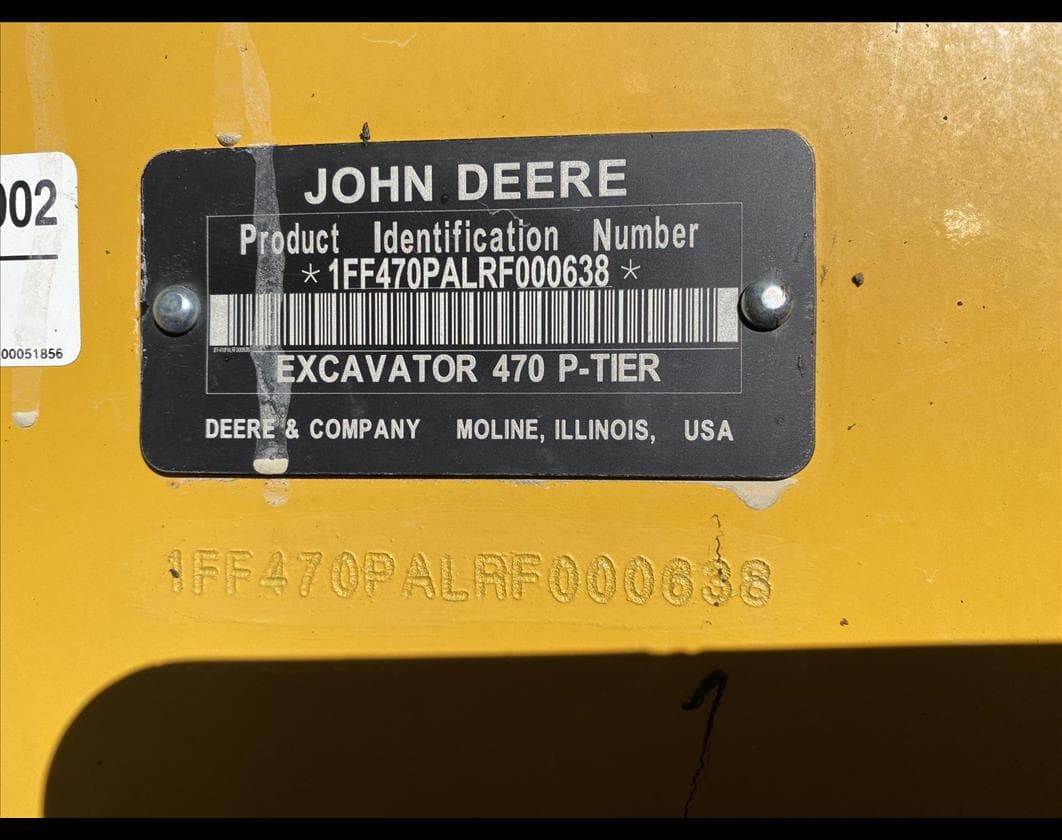 JOHN DEERE
Product Identification Number
*1FF470PALRF000638*
EXCAVATOR 470 P-TIER
DEERE & COMPANY MOLINE, ILLINOIS, USA
002
00051856
1FF470PALRF000638